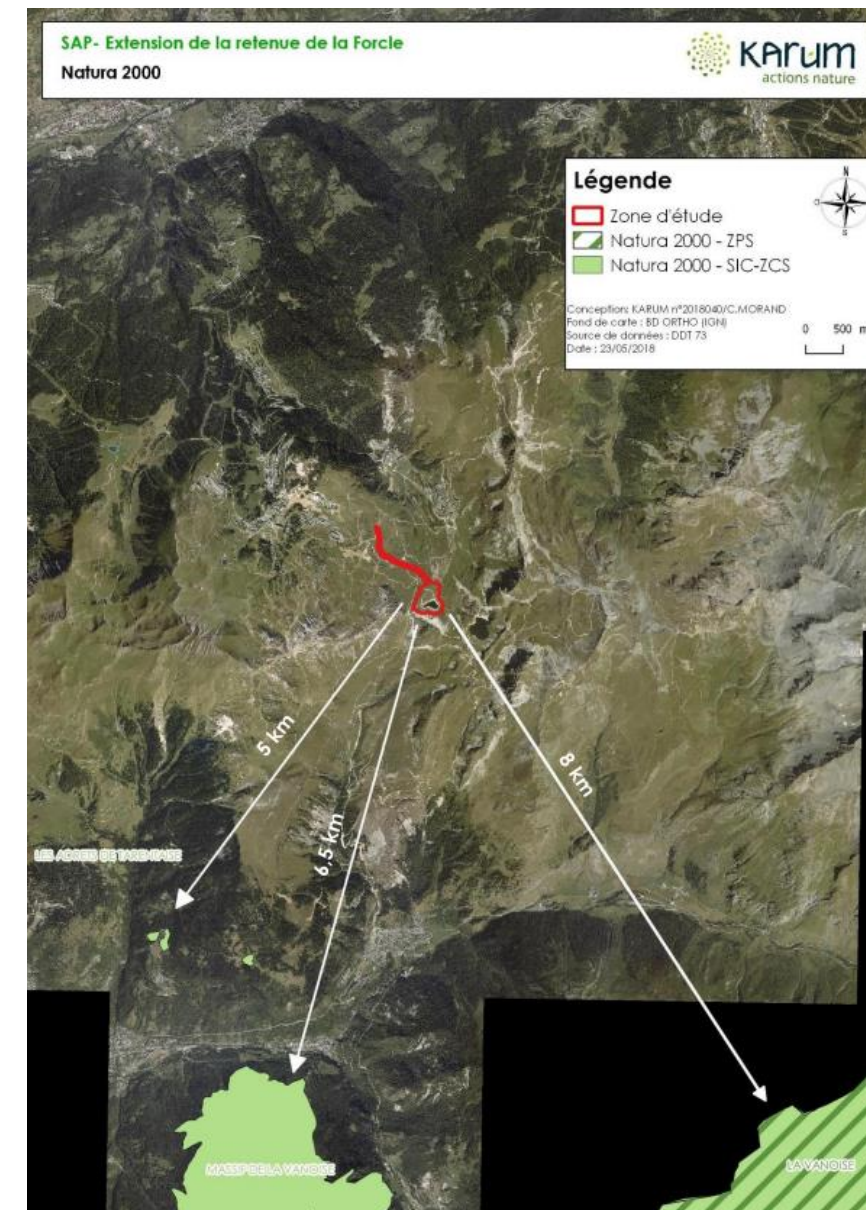 SAP- Extension de la retenue de la Forcle
Natura 2000
KArum
actions nature
Légende
N
O
S
Zone d'étude
Natura 2000 - ZPS
Natura 2000 - SIC-ZCS
Conception: KARUM n°2018040/C.MORAND
Fond de carte : BD ORTHO (IGN)
Source de données : DDT 73
Date : 23/05/2018
0 500 m
5 km
8 km
6,5 km
LES ADRETS DE TARENTAISE
MASSIF DE LA VANOISE
LA VANOISE